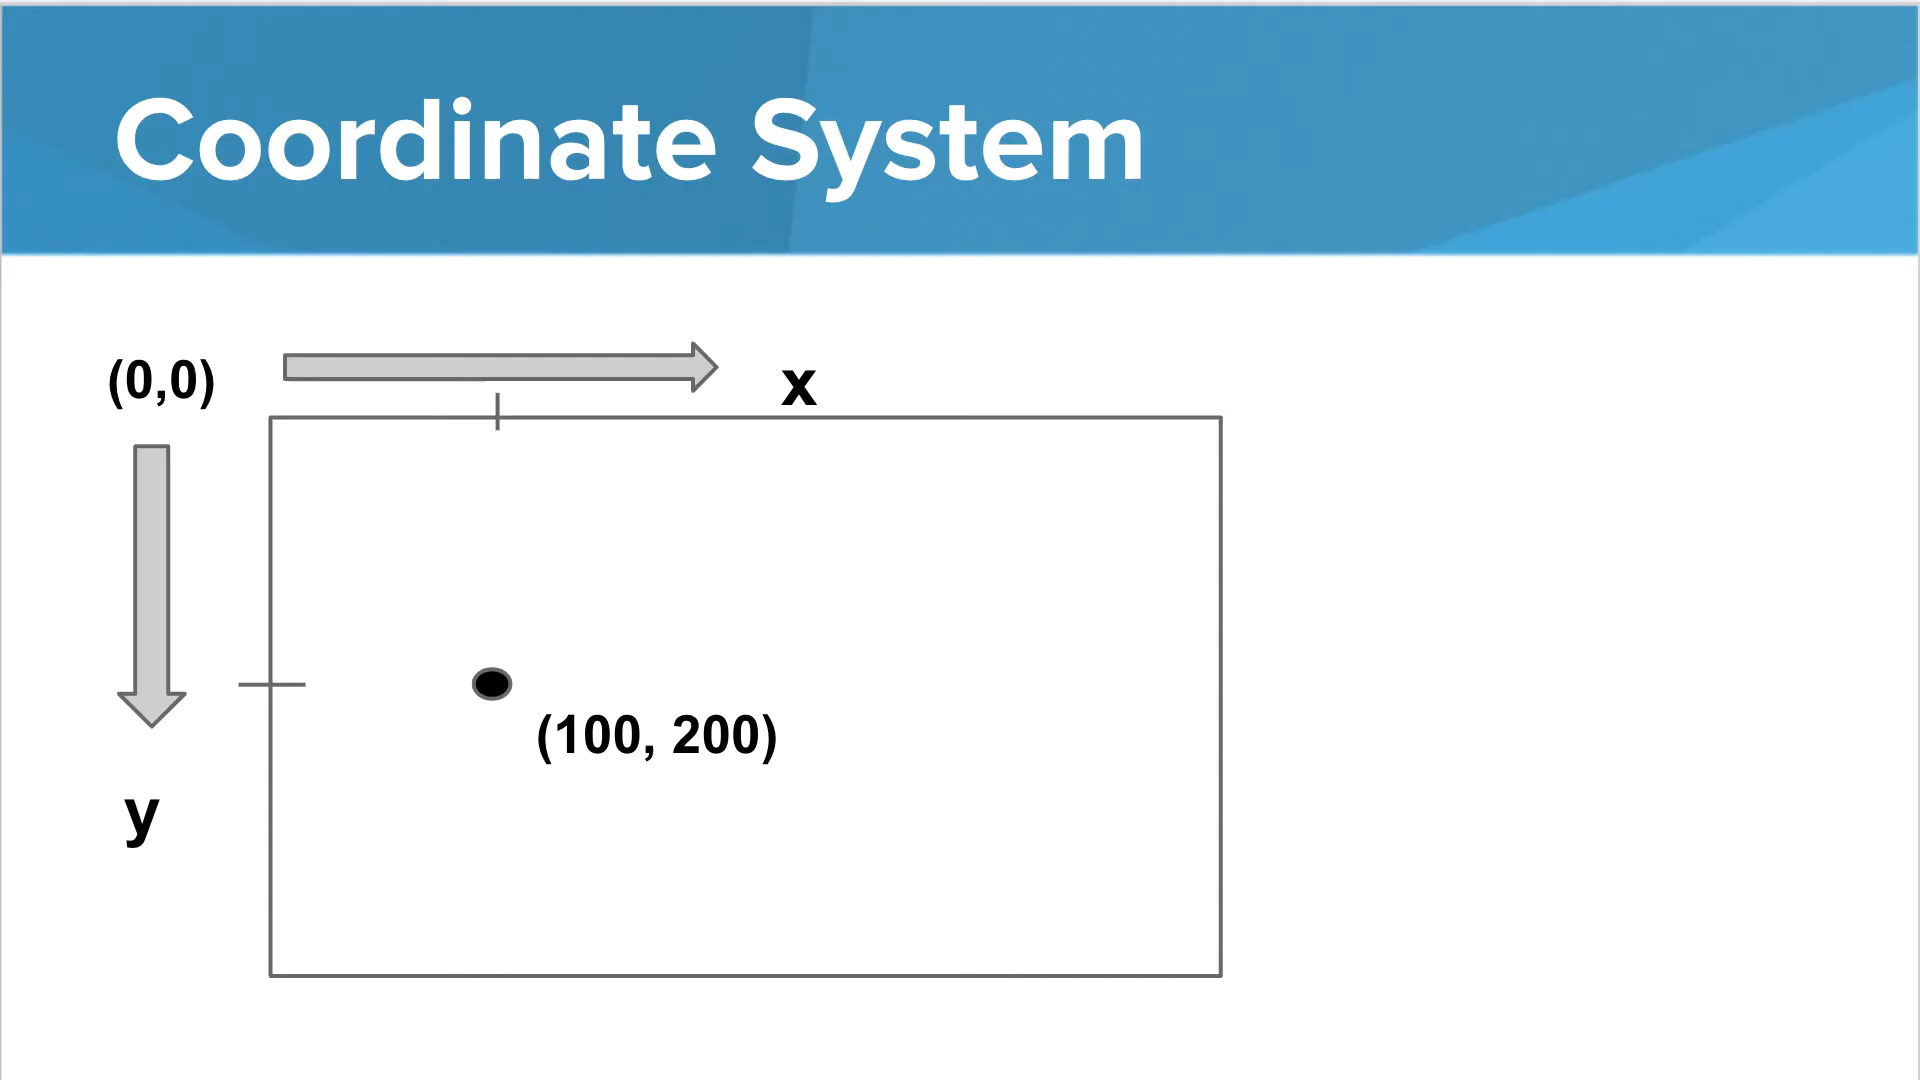 Coordinate System
(0,0)
x
(100, 200)
y